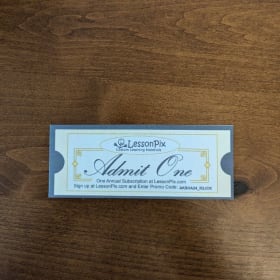 LessonPix
Custom Learning Materials
Admit One
One Annual Subscription at LessonPix.com
Sign up at LessonPix.com and Enter Promo Code: